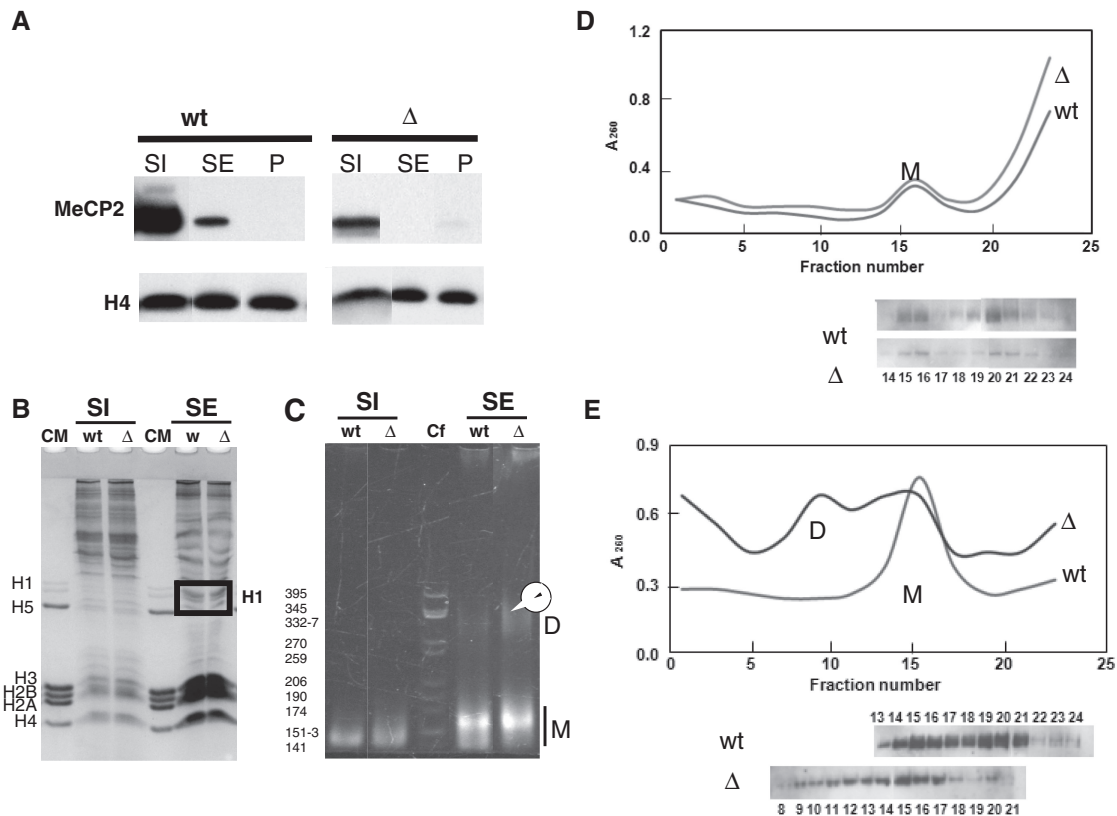 A
wt Δ
SI SE P SI SE P
MeCP2
H4
B
SI SE
CM wt Δ CM w Δ
H1
H5
H3
H2B
H2A
H4
H1
C
SI SE
wt Δ Cf wt Δ
395
345
332-7
270
259
206
190
174
151-3
141
D
M
D
1.2
0.8
0.4
0.0
A260
M
Δ
wt
5 10 15 20 25
Fraction number
wt
Δ
14 15 16 17 18 19 20 21 22 23 24
E
0.9
0.6
0.3
0.0
A 260
D
M
Δ
wt
0 5 10 15 20 25
Fraction number
13 14 15 16 17 18 19 20 21 22 23 24
wt
Δ
8 9 10 11 12 13 14 15 16 17 18 19 20 21